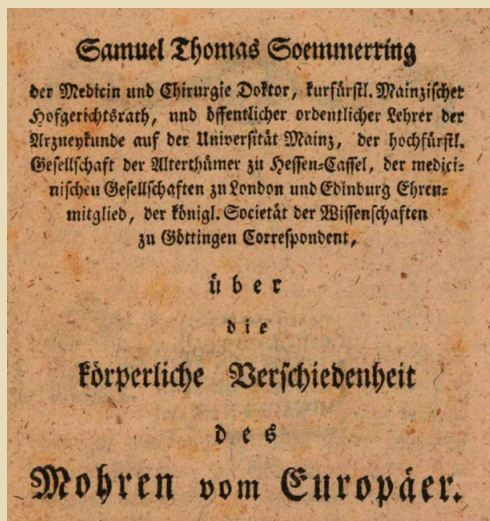 Samuel Thomas Soemmerring
der Medicin und Chirurgie Doktor, kurfürstl. Mainzischer
Hofgerichtsrath, und öffentlicher ordentlicher Lehrer der
Arzneykunde auf der Universität Mainz, der hochfürstl.
Gesellschaft der Alterthümer zu Hessen-Cassel, der medici-
nischen Gesellschaften zu London und Edinburg Ehren-
mitglied, der königl. Societät der Wissenschaften
zu Göttingen Correspondent,
über
die
körperliche Verschiedenheit
des
Mohren vom Europäer.